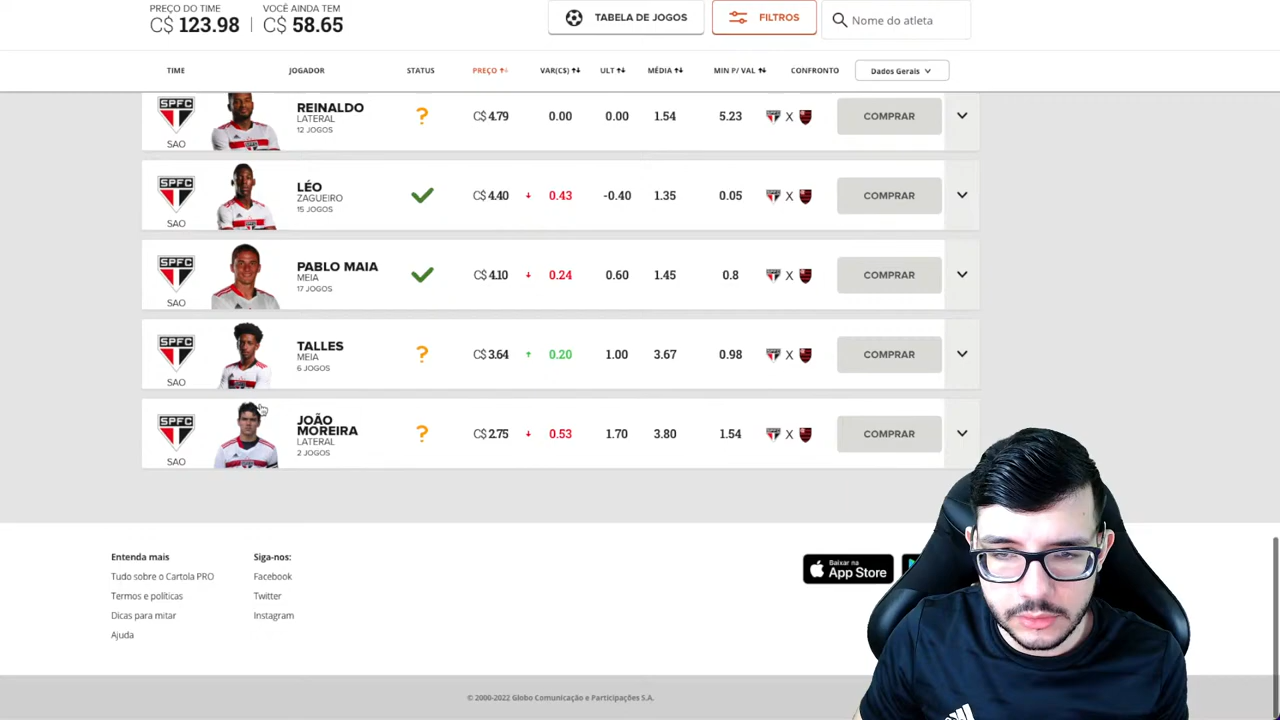 PREÇO DO TIME
C$ 123.98
VOCÊ AINDA TEM
C$ 58.65
TABELA DE JOGOS
FILTROS
Nome do atleta
TIME JOGADOR STATUS PREÇO VAR(C$) ULT MÉDIA MIN P/ VAL CONFRONTO Dados Gerais
SPFC
SAO
REINALDO
LATERAL
12 JOGOS
? C$ 4.79 0.00 0.00 1.54 5.23 X COMPRAR
SPFC
SAO
LÉO
ZAGUEIRO
15 JOGOS
C$ 4.40 0.43 -0.40 1.35 0.05 X COMPRAR
SPFC
SAO
PABLO MAIA
MEIA
17 JOGOS
C$ 4.10 0.24 0.60 1.45 0.8 X COMPRAR
SPFC
SAO
TALLES
MEIA
6 JOGOS
? C$ 3.64 0.20 1.00 3.67 0.98 X COMPRAR
SPFC
SAO
JOÃO
MOREIRA
LATERAL
2 JOGOS
? C$ 2.75 0.53 1.70 3.80 1.54 X COMPRAR
Entenda mais
Tudo sobre o Cartola PRO
Termos e políticas
Dicas para mitar
Ajuda
Siga-nos:
Facebook
Twitter
Instagram
Baixar na
App Store
© 2000-2022 Globo Comunicação e Participações S.A.